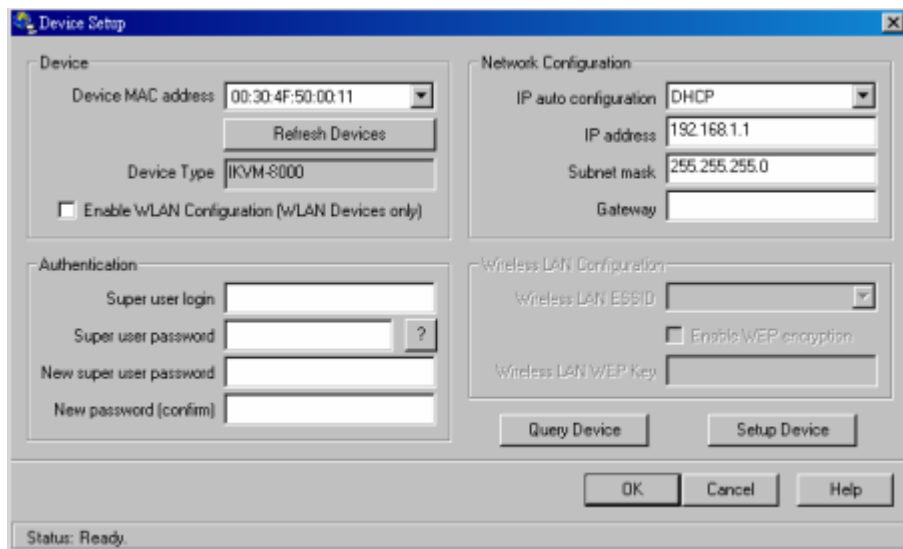 Device Setup
Device
Device MAC address 00:30:4F:50:00:11
Refresh Devices
Device Type IKVM-8000
Enable WLAN Configuration (WLAN Devices only)
Authentication
Super user login
Super user password ?
New super user password
New password (confirm)
Network Configuration
IP auto configuration DHCP
IP address 192.168.1.1
Subnet mask 255.255.255.0
Gateway
Wireless LAN Configuration
Wireless LAN ESSID
Enable WEP encryption
Wireless LAN WEP Key
Query Device Setup Device
OK Cancel Help
Status: Ready.